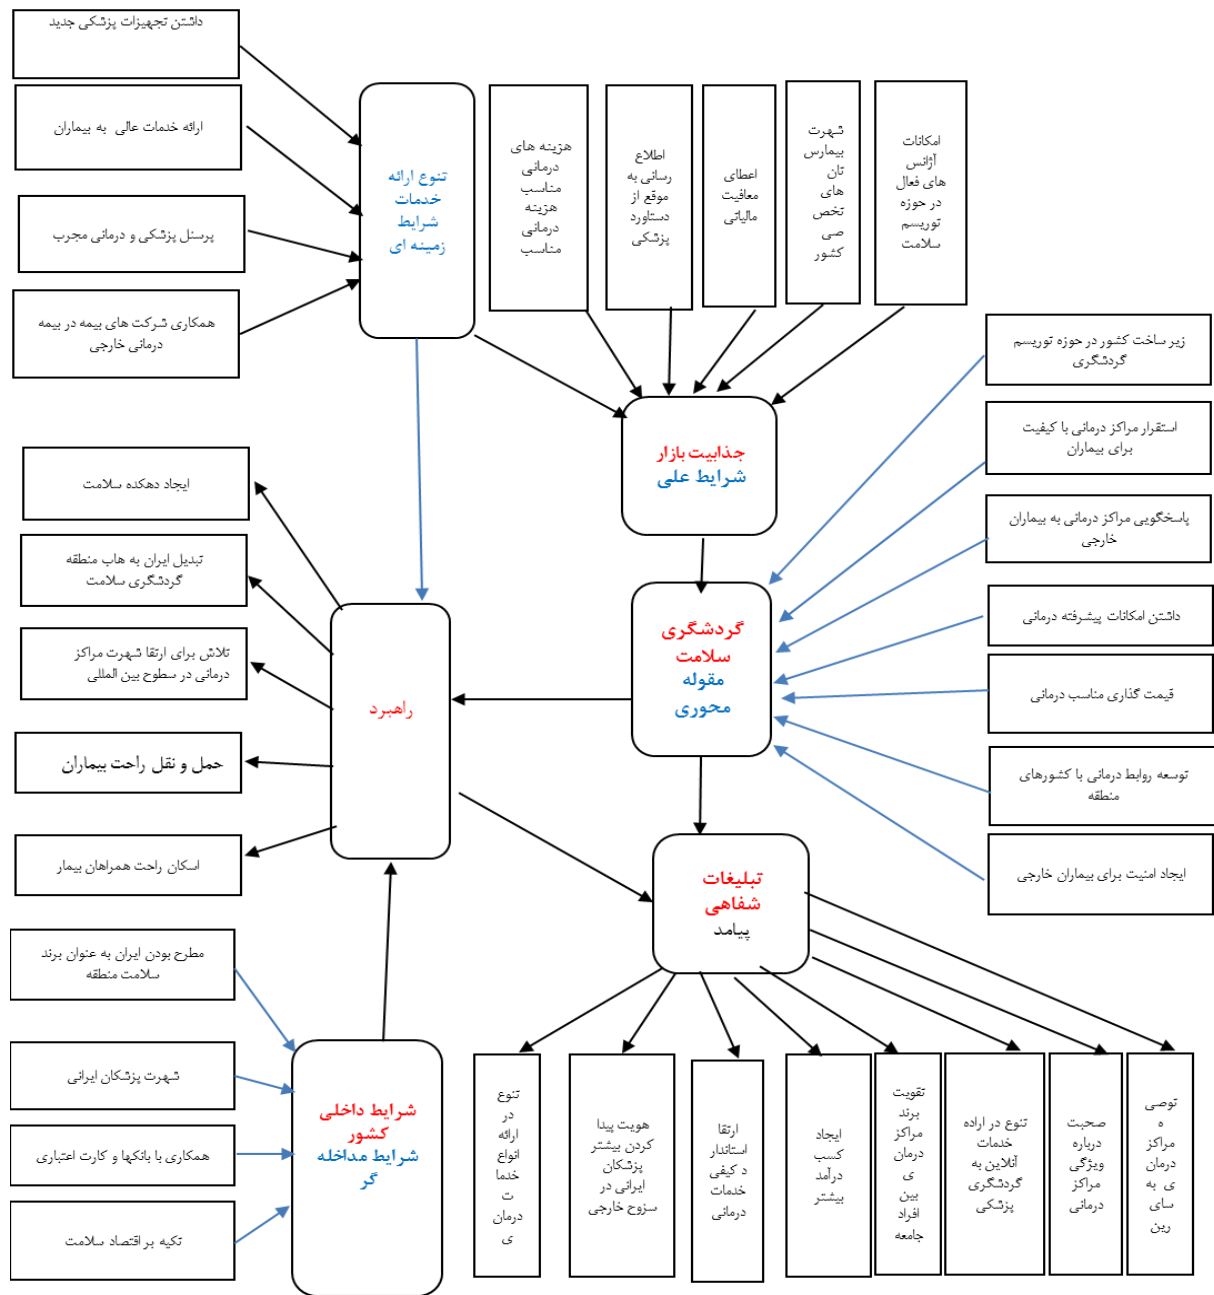 داشتن تجهیزات پزشکی جدید
ارائه خدمات عالی به بیماران
پرسنل پزشکی و درمانی مجرب
همکاری شرکت های بیمه در بیمه
درمانی خارجی
تنوع ارائه
خدمات
شرایط
زمینه ای
هزینه های
درمانی
مناسب
هزینه
درمانی
مناسب
اطلاع
رسانی به
موقع از
دستاورد
پزشکی
اعطای
معافیت
مالیاتی
شهرت
بیمارس
تان
های
تخص
صی
کشور
امکانات
آژانس
های فعال
در حوزه
توریسم
سلامت
جذابیت بازار
شرایط علی
زیر ساخت کشور در حوزه توریسم
گردشگری
استقرار مراکز درمانی با کیفیت
برای بیماران
پاسخگویی مراکز درمانی به بیماران
خارجی
داشتن امکانات پیشرفته درمانی
قیمت گذاری مناسب درمانی
توسعه روابط درمانی با کشورهای
منطقه
ایجاد امنیت برای بیماران خارجی
گردشگری
سلامت
مقوله
محوری
راهبرد
ایجاد دهکده سلامت
تبدیل ایران به هاب منطقه
گردشگری سلامت
تلاش برای ارتقا شهرت مراکز
درمانی در سطوح بین المللی
حمل و نقل راحت بیماران
اسکان راحت همراهان بیمار
تبلیغات
شفاهی
پیامد
مطرح بودن ایران به عنوان برند
سلامت منطقه
شهرت پزشکان ایرانی
همکاری با بانکها و کارت اعتباری
تکیه بر اقتصاد سلامت
شرایط داخلی
کشور
شرایط مداخله
گر
تنوع
در
ارائه
انواع
خدما
ت
درمان
ی
هویت پیدا
کردن بیشتر
پزشکان
ایرانی در
سزوح خارجی
ارتقا
استاندار
د کیفی
خدمات
درمانی
ایجاد
کسب
درآمد
بیشتر
تقویت
برند
مراکز
درمان
ی
بین
افراد
جامعه
تنوع در اراده
خدمات
آنلاین به
گردشگری
پزشکی
صحبت
درباره
ویژگی
مراکز
درمانی
توصی
ه
مراکز
درمان
ی به
سای
رین